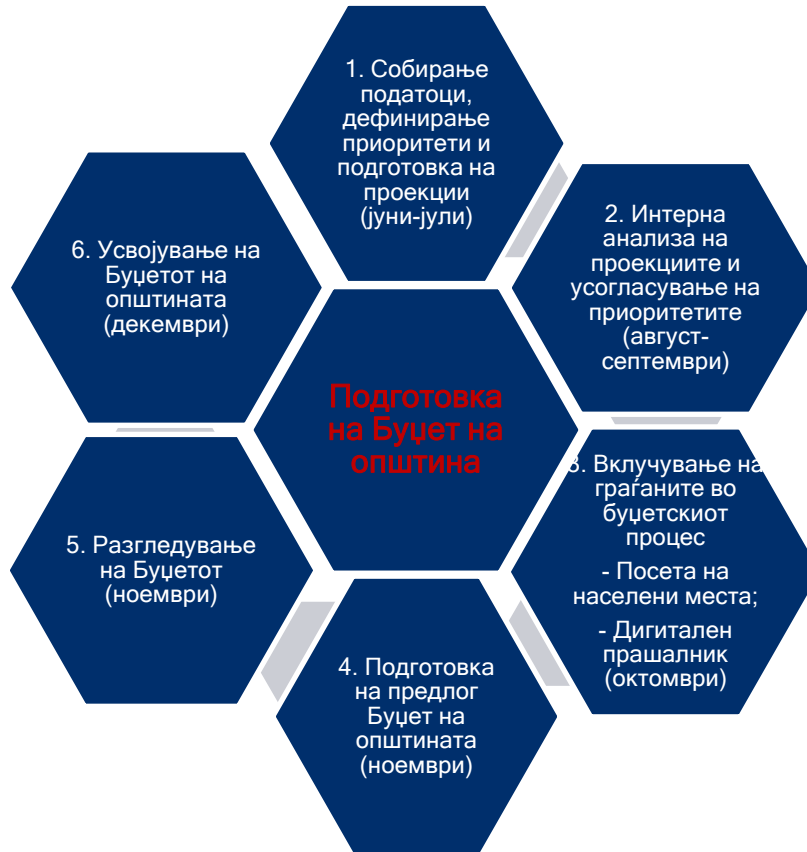 1. Собирање
податоци,
дефинирање
приоритети и
подготовка на
проекции
(јуни-јули)
2. Интерна
анализа на
проекциите и
усогласување на
приоритетите
(август-
септември)
3. Вклучување на
граѓаните во
буџетскиот
процес
- Посета на
населени места;
- Дигитален
прашалник
(октомври)
4. Подготовка
на предлог
Буџет на
општината
(ноември)
5. Разгледување
на Буџетот
(ноември)
6. Усвојување на
Буџетот на
општината
(декември)
Подготовка
на Буџет на
општина